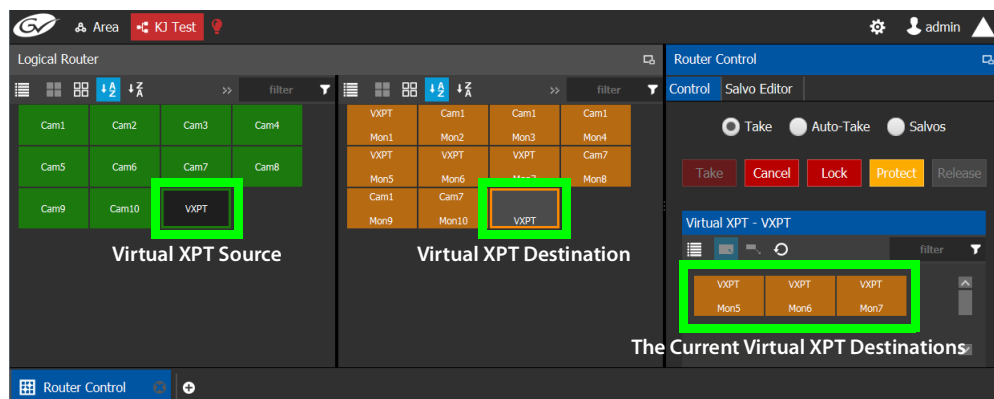 GV Area KJ Test admin
Logical Router Router Control
>> filter >> filter Control Salvo Editor
Cam1 Cam2 Cam3 Cam4
Cam5 Cam6 Cam7 Cam8
Cam9 Cam10 VXPT
Virtual XPT Source
VXPT Cam1 Cam1 Cam1
Mon1 Mon2 Mon3 Mon4
VXPT VXPT VXPT Cam7
Mon5 Mon6 Mon7 Mon8
Cam1 Cam7
Mon9 Mon10 VXPT
Virtual XPT Destination
Take Auto-Take Salvos
Take Cancel Lock Protect Release
Virtual XPT - VXPT
filter
VXPT VXPT VXPT
Mon5 Mon6 Mon7
The Current Virtual XPT Destinations
Router Control